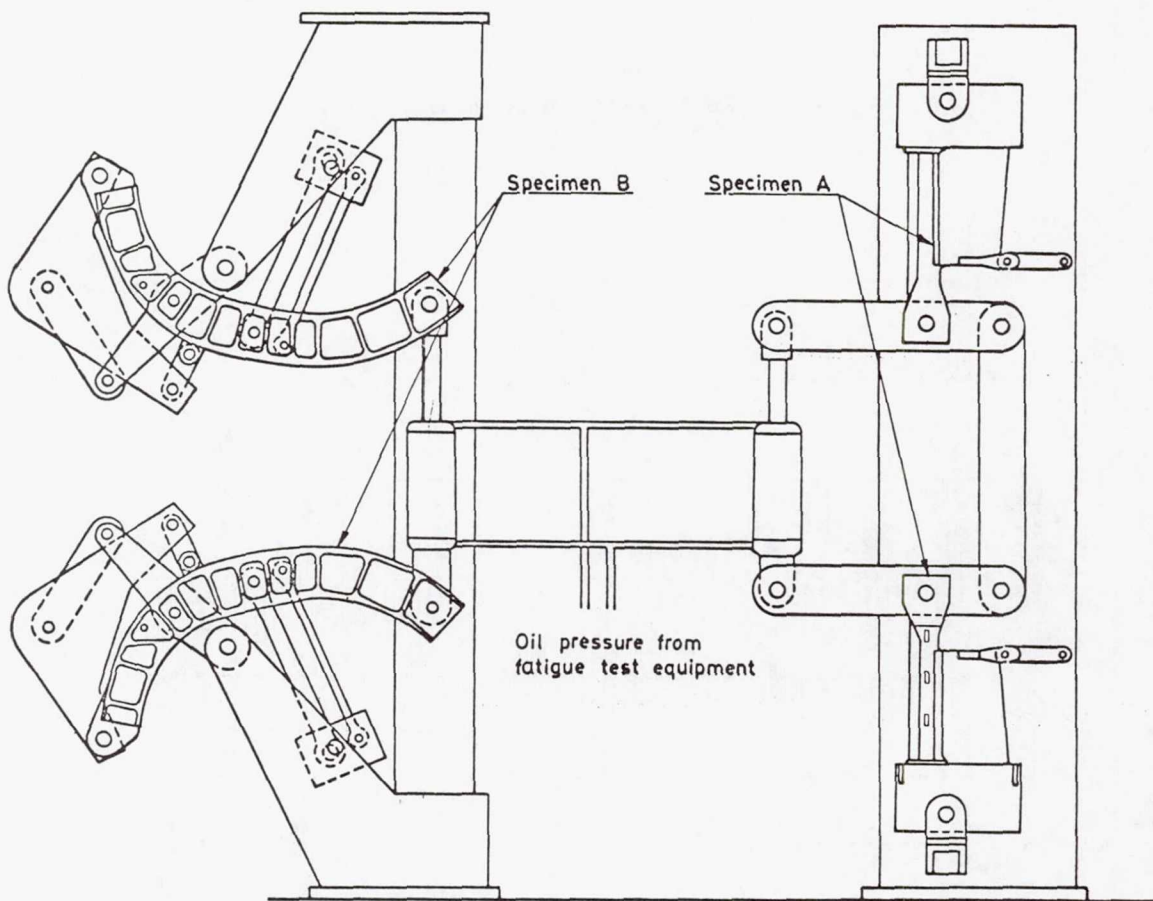 Specimen B
Specimen A
Oil pressure from
fatigue test equipment